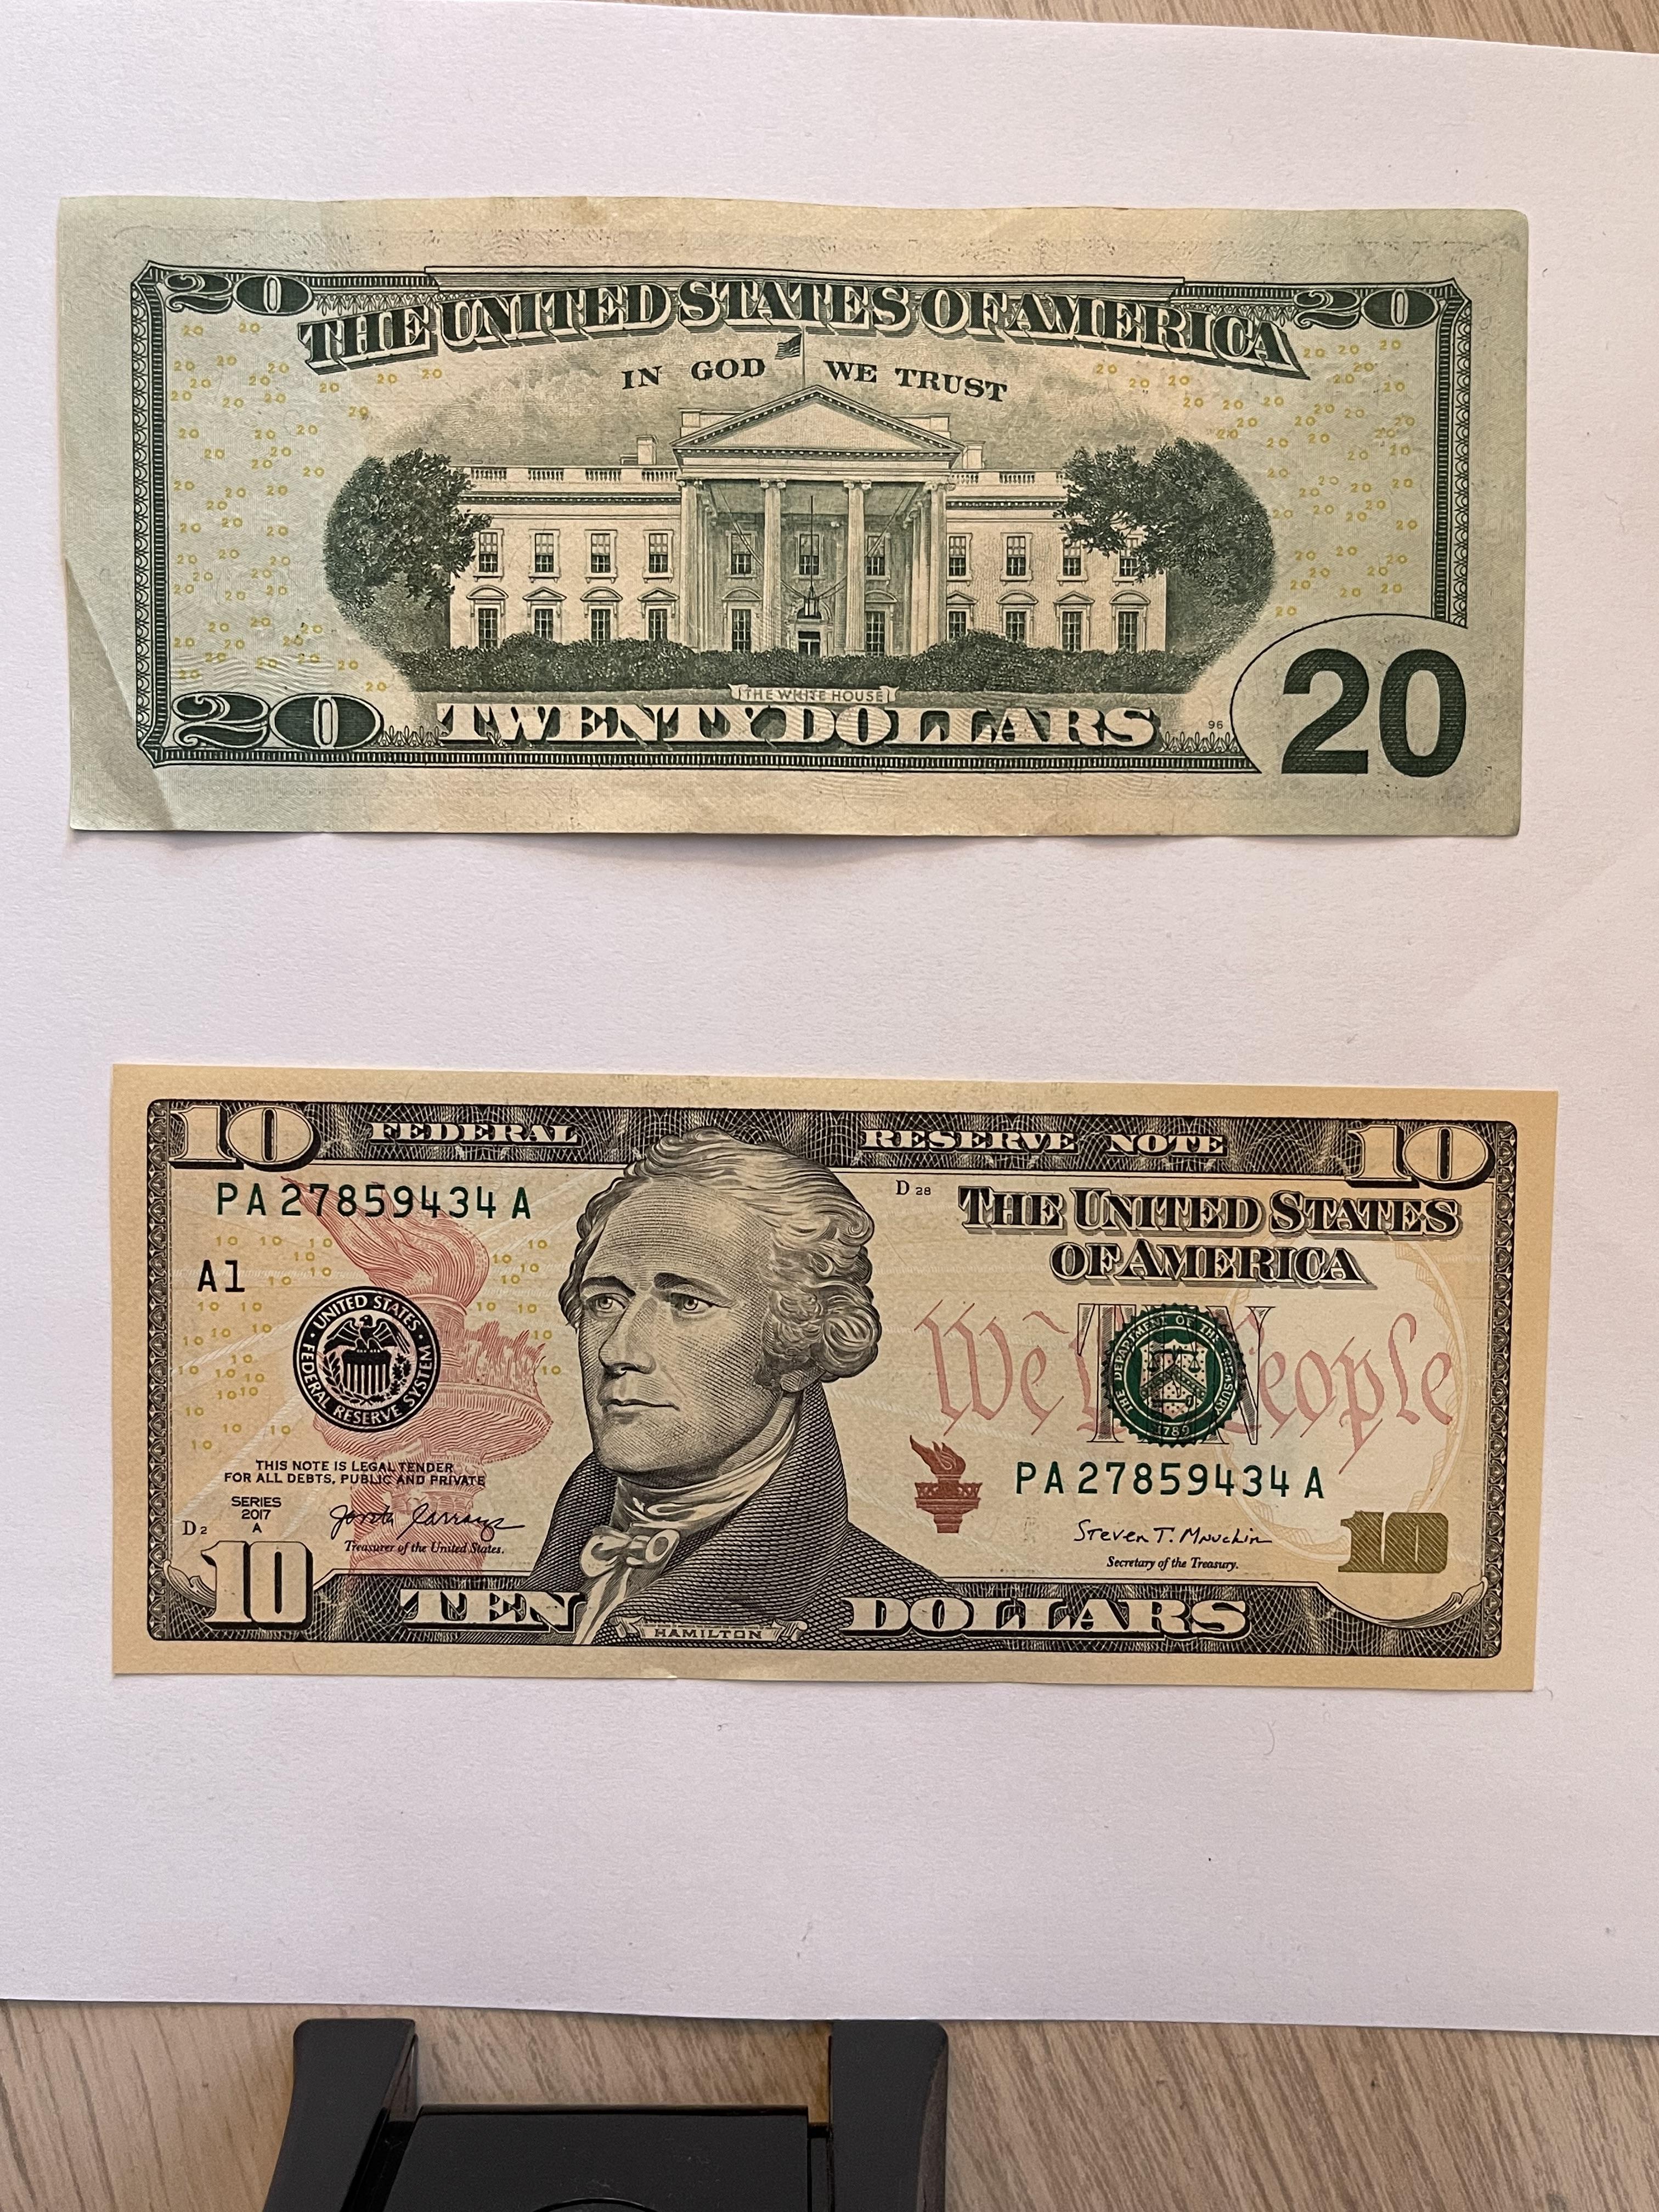 20 20
THE UNITED STATES OF AMERICA
IN GOD WE TRUST
THE WHITE HOUSE
20 TWENTY DOLLARS 96 20
10 FEDERAL RESERVE NOTE 10
PA 27859434 A
D 28
THE UNITED STATES
OF AMERICA
A1
UNITED STATES FEDERAL RESERVE SYSTEM
We the People
TEN
THE DEPARTMENT OF THE TREASURY
1789
THIS NOTE IS LEGAL TENDER
FOR ALL DEBTS, PUBLIC AND PRIVATE
PA 27859434 A
SERIES
2017
A
D 2
Treasurer of the United States.
Steven T. Mnuchin
Secretary of the Treasury.
10
10 TEN DOLLARS
HAMILTON